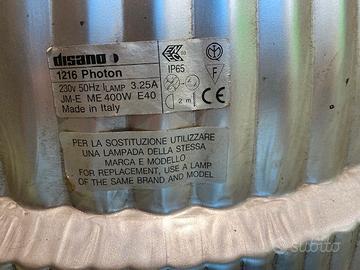 disano
1216 Photon
230v 50Hz ILAMP 3.25A
JM-E ME 400W E40
Made in Italy
IP65
F
2 m
CE
PER LA SOSTITUZIONE UTILIZZARE
UNA LAMPADA DELLA STESSA
MARCA E MODELLO
FOR REPLACEMENT, USE A LAMP
OF THE SAME BRAND AND MODEL
subito